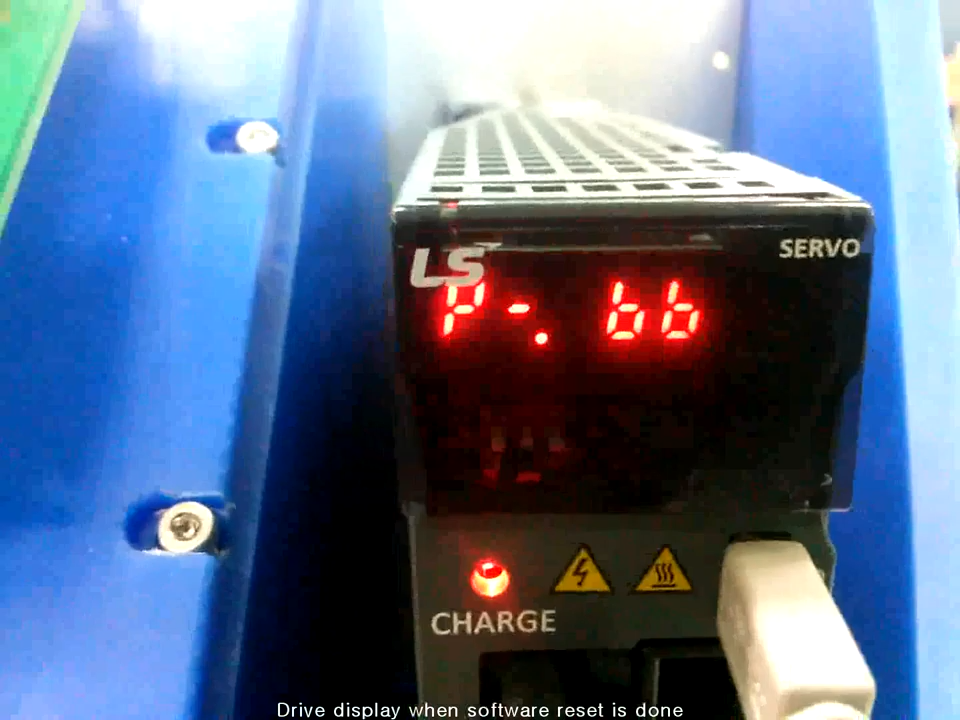 SERVO
LS
P-. bb
CHARGE
Drive display when software reset is done